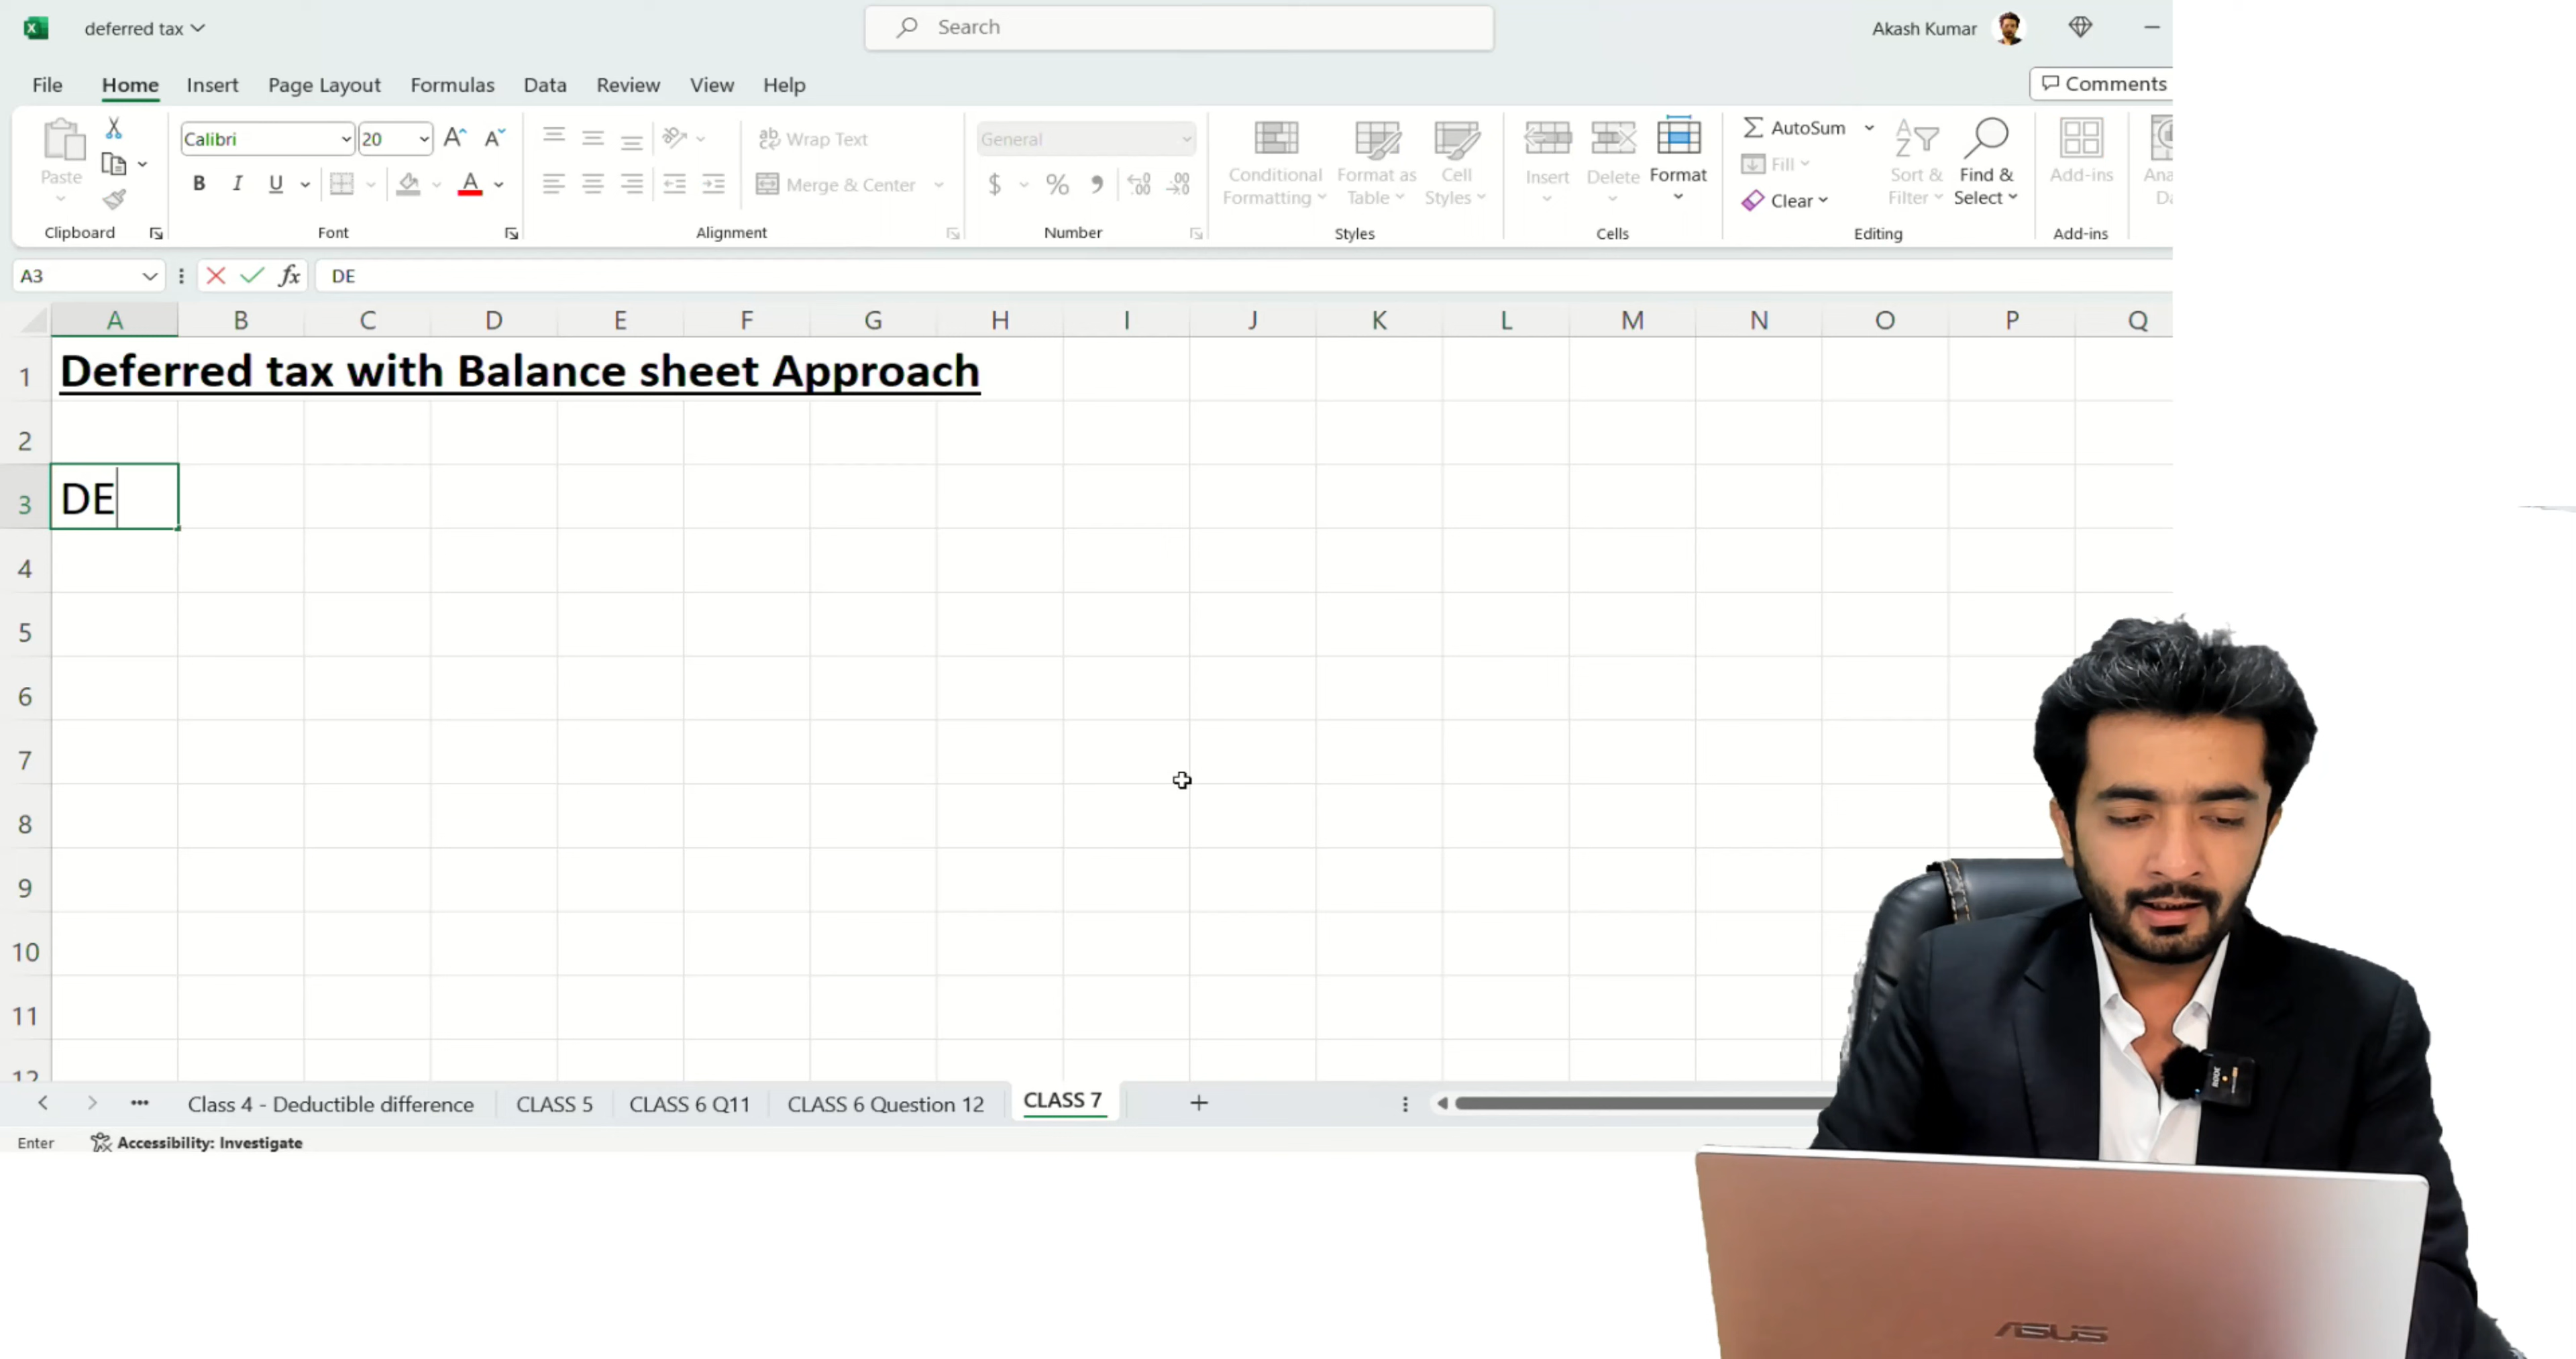 deferred tax
Search
Akash Kumar
File Home Insert Page Layout Formulas Data Review View Help
Comments
Paste
Clipboard
Calibri 20
B I U A
Font
Wrap Text
Merge & Center
Alignment
General
$ % ,
Number
Conditional Formatting
Format as Table
Cell Styles
Styles
Insert
Delete
Format
Cells
AutoSum
Fill
Clear
Sort & Filter
Find & Select
Editing
Add-ins
Add-ins
A3 fx DE
A B C D E F G H I J K L M N O P Q
1 Deferred tax with Balance sheet Approach
2
3 DE
4
5
6
7
8
9
10
11
12
Class 4 - Deductible difference CLASS 5 CLASS 6 Q11 CLASS 6 Question 12 CLASS 7
Enter Accessibility: Investigate
RODE
ASUS